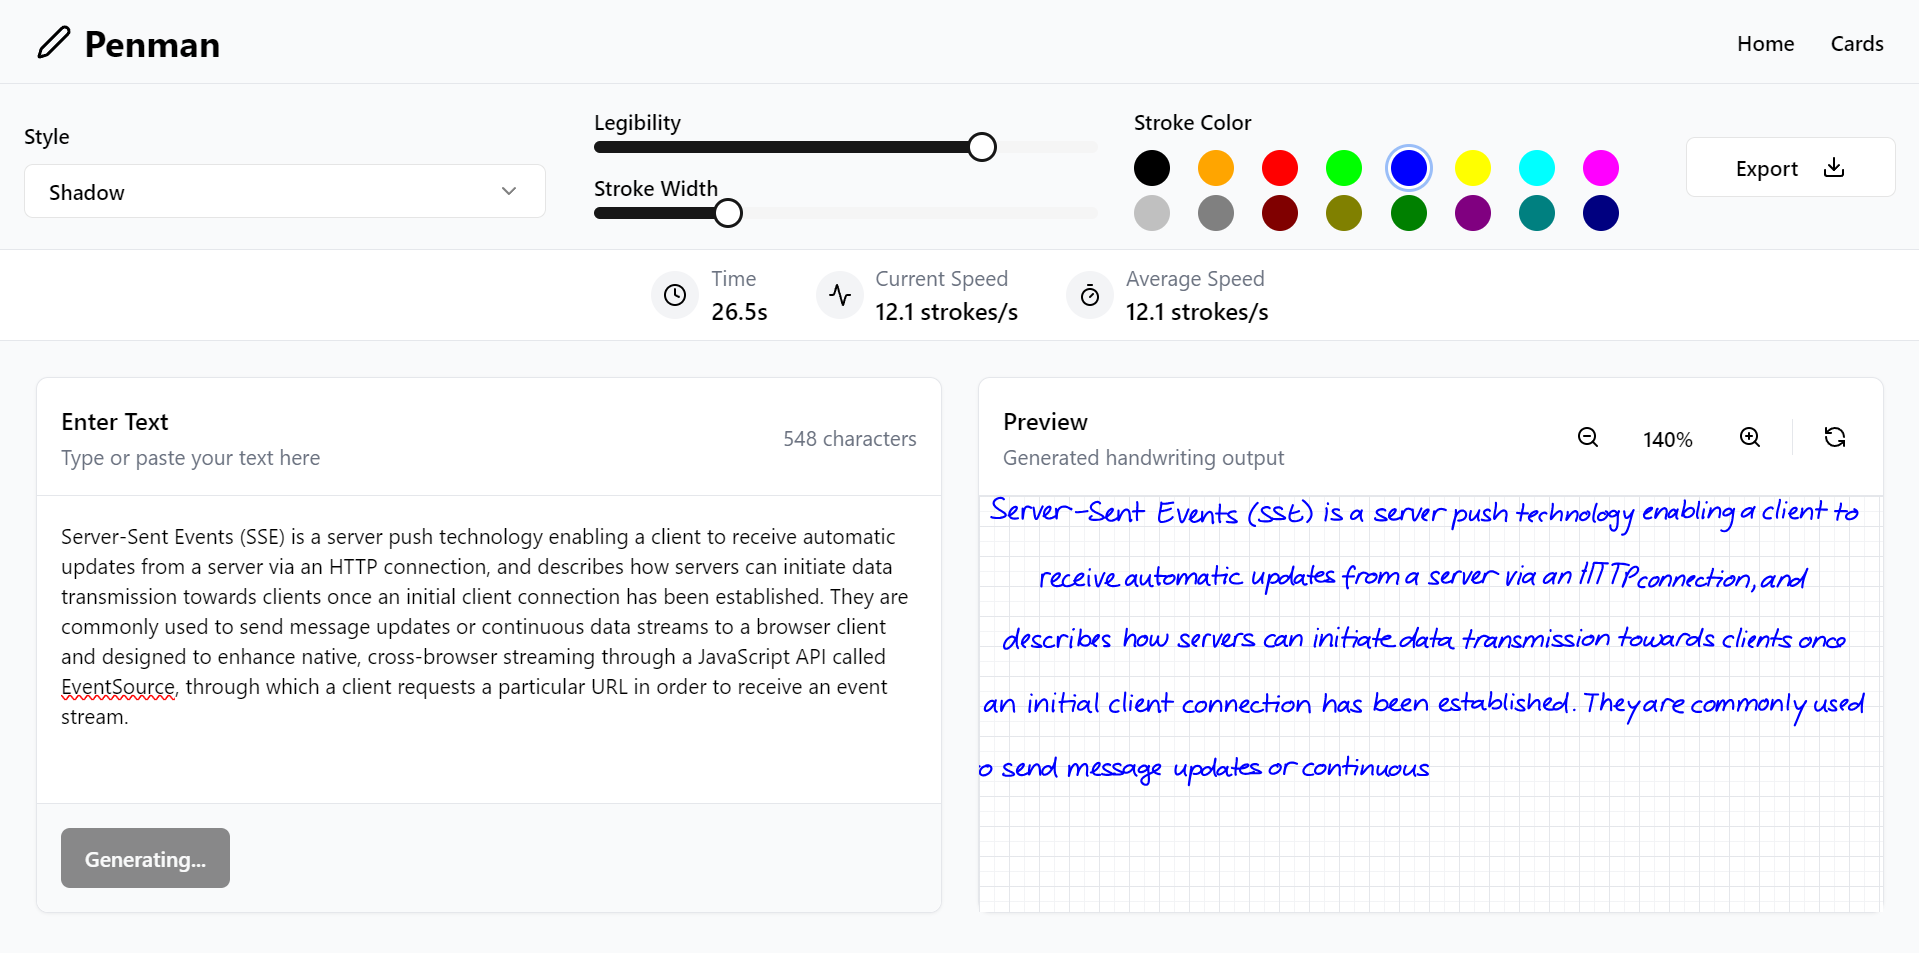 Penman
Home
Cards
Style
Shadow
Legibility
Stroke Width
Stroke Color
Export
Time
26.5s
Current Speed
12.1 strokes/s
Average Speed
12.1 strokes/s
Enter Text
Type or paste your text here
548 characters
Server-Sent Events (SSE) is a server push technology enabling a client to receive automatic
updates from a server via an HTTP connection, and describes how servers can initiate data
transmission towards clients once an initial client connection has been established. They are
commonly used to send message updates or continuous data streams to a browser client
and designed to enhance native, cross-browser streaming through a JavaScript API called
EventSource, through which a client requests a particular URL in order to receive an event
stream.
Generating...
Preview
Generated handwriting output
140%
Server-Sent Events (SSE) is a server push technology enabling a client to
receive automatic updates from a server via an HTTP connection, and
describes how servers can initiate data transmission towards clients once
an initial client connection has been established. They are commonly used
o send message updates or continuous